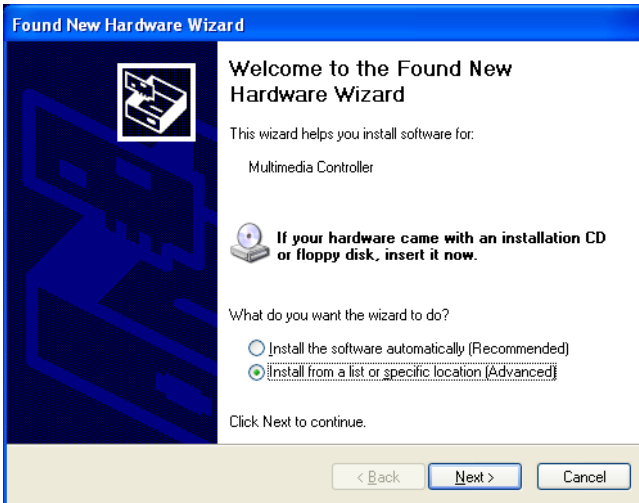 Found New Hardware Wizard
Welcome to the Found New
Hardware Wizard
This wizard helps you install software for:
Multimedia Controller
If your hardware came with an installation CD
or floppy disk, insert it now.
What do you want the wizard to do?
Install the software automatically (Recommended)
Install from a list or specific location (Advanced)
Click Next to continue.
< Back Next > Cancel